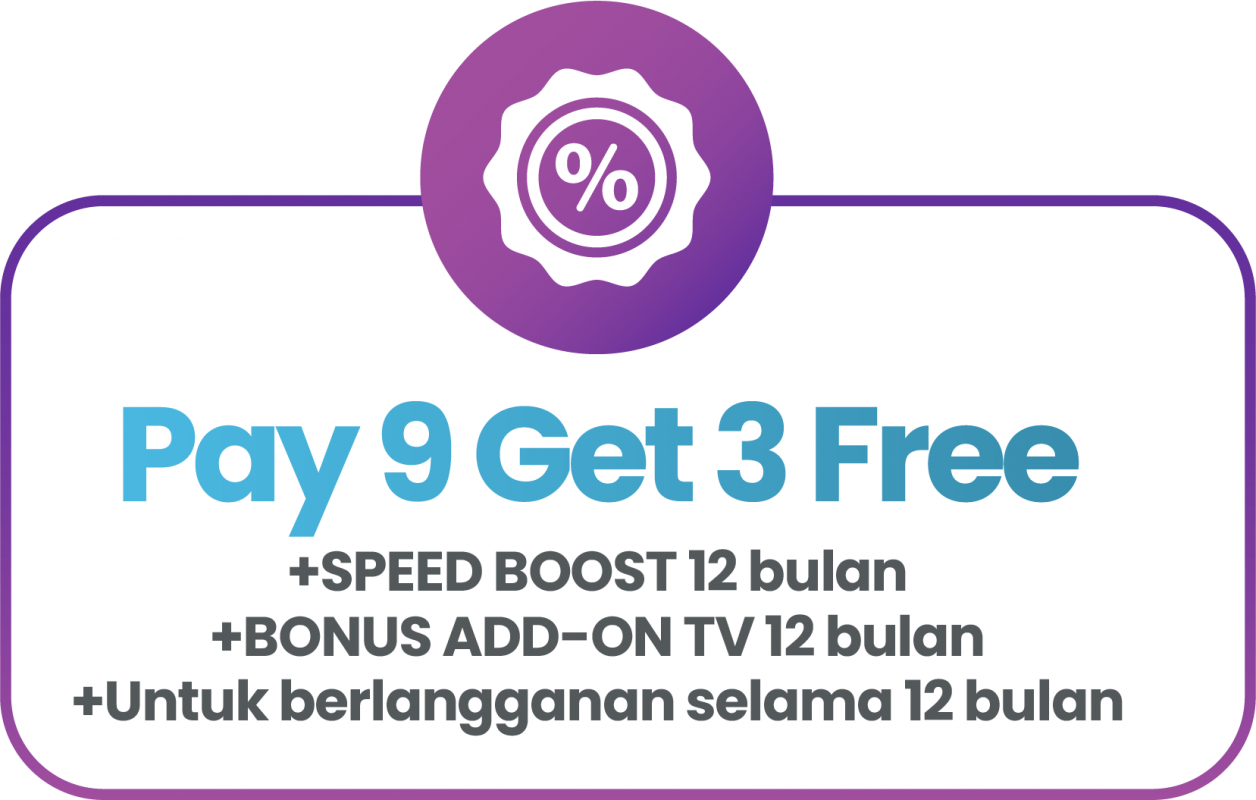 %
Pay 9 Get 3 Free
+SPEED BOOST 12 bulan
+BONUS ADD-ON TV 12 bulan
+Untuk berlangganan selama 12 bulan